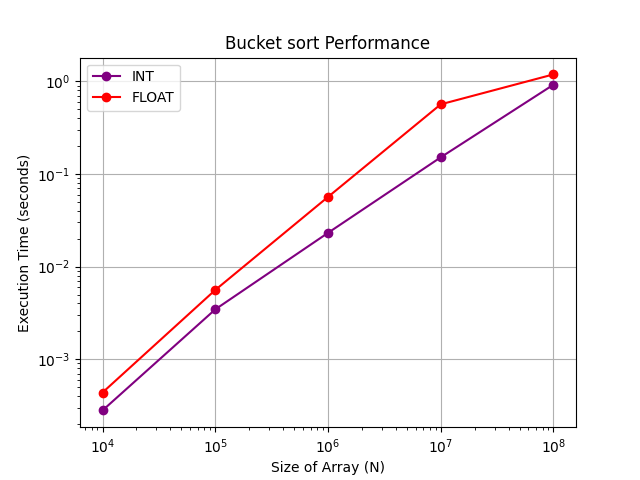 Bucket sort Performance
INT
FLOAT
10⁰
10⁻¹
10⁻²
10⁻³
Execution Time (seconds)
10⁴ 10⁵ 10⁶ 10⁷ 10⁸
Size of Array (N)